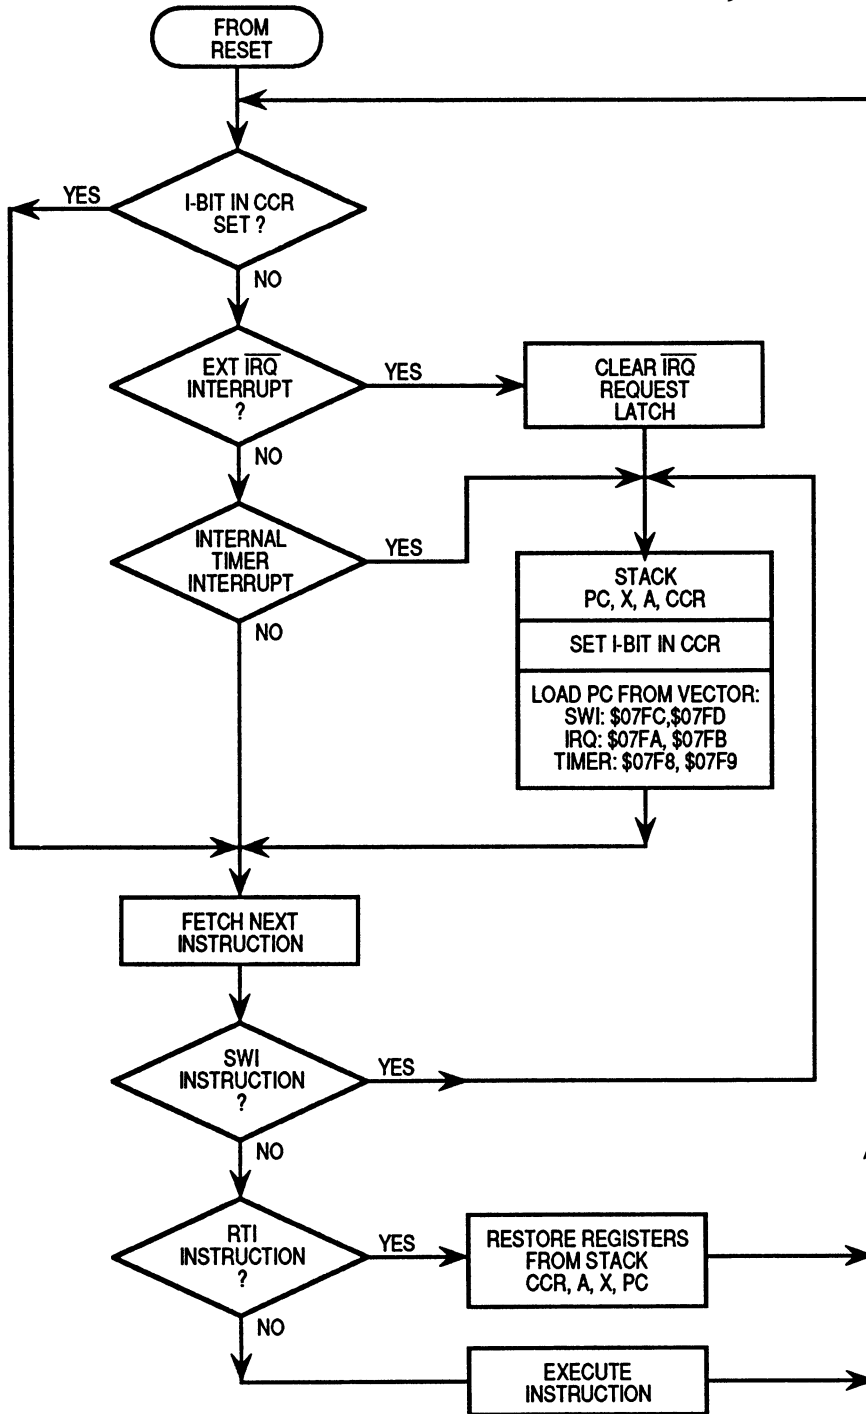 FROM
RESET
YES
I-BIT IN CCR
SET ?
NO
EXT I̅R̅Q̅
INTERRUPT
?
YES
CLEAR I̅R̅Q̅
REQUEST
LATCH
NO
INTERNAL
TIMER
INTERRUPT
YES
STACK
PC, X, A, CCR
NO
SET I-BIT IN CCR
LOAD PC FROM VECTOR:
SWI: $07FC,$07FD
IRQ: $07FA, $07FB
TIMER: $07F8, $07F9
FETCH NEXT
INSTRUCTION
SWI
INSTRUCTION
?
YES
NO
RTI
INSTRUCTION
?
YES
RESTORE REGISTERS
FROM STACK
CCR, A, X, PC
NO
EXECUTE
INSTRUCTION